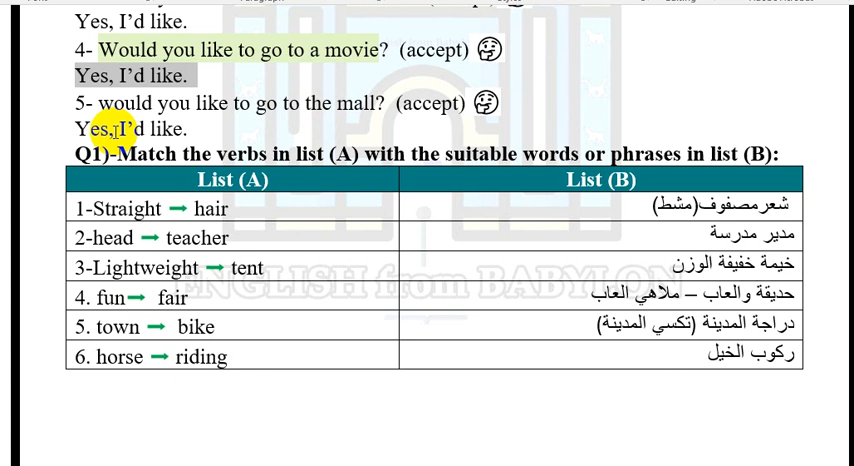 Yes, I'd like.
4- Would you like to go to a movie? (accept)
Yes, I'd like.
5- would you like to go to the mall? (accept)
Yes, I'd like.
Q1)-Match the verbs in list (A) with the suitable words or phrases in list (B):
List (A) List (B)
1-Straight → hair شعرمصفوف(مشط)
2-head → teacher مدير مدرسة
3-Lightweight → tent خيمة خفيفة الوزن
4. fun→ fair حديقة والعاب – ملاهي العاب
5. town → bike دراجة المدينة (تكسي المدينة)
6. horse → riding ركوب الخيل
ENGLISH from BABYLON